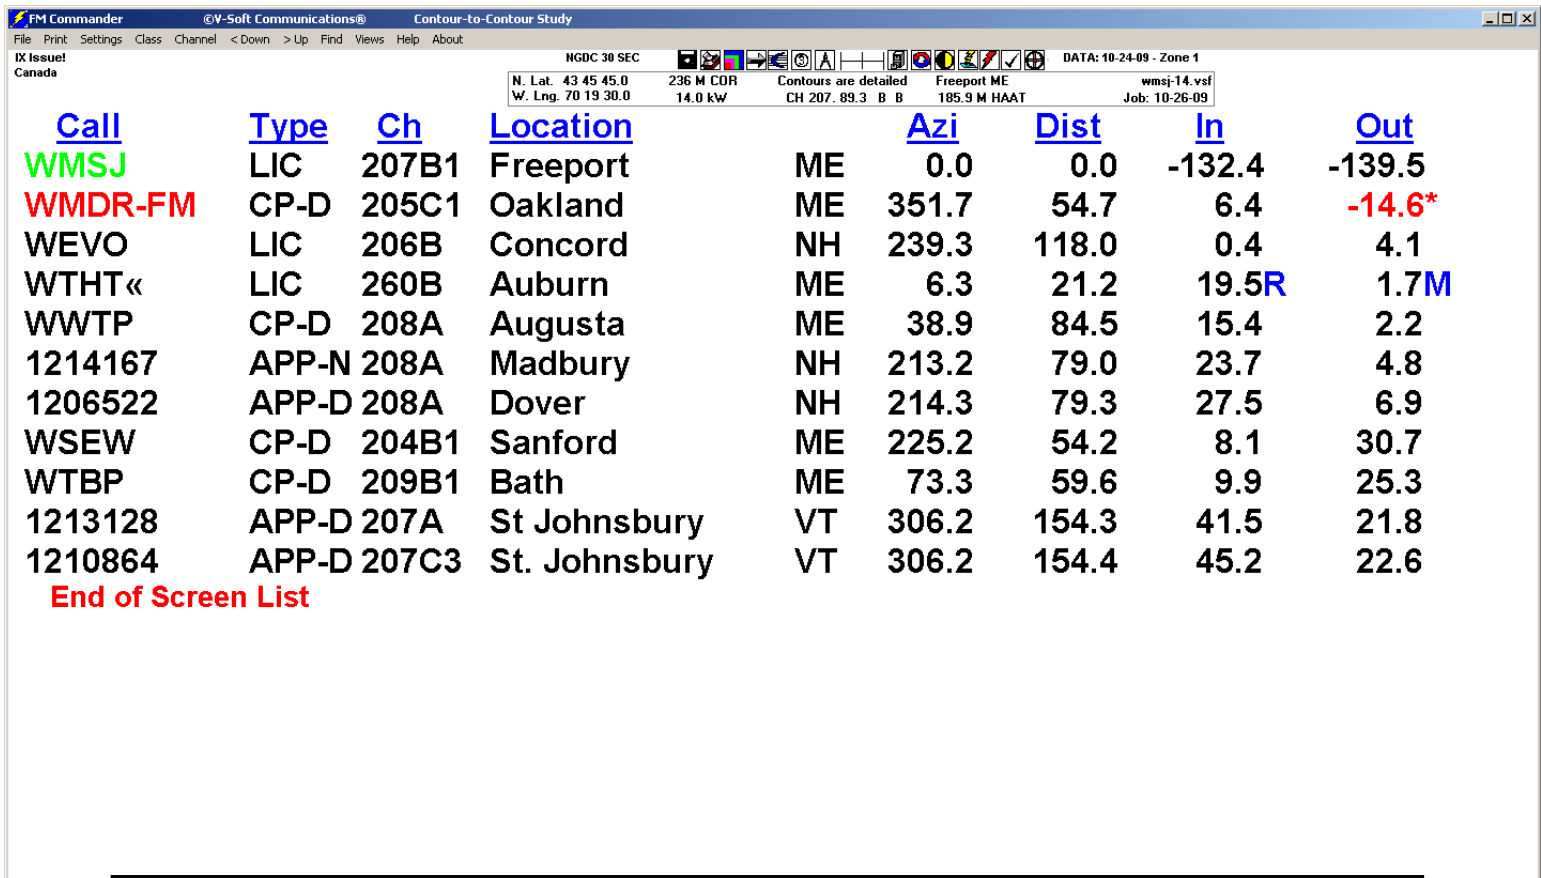 FM Commander ©V-Soft Communications® Contour-to-Contour Study
File Print Settings Class Channel < Down > Up Find Views Help About
IX Issue! NGDC 30 SEC DATA: 10-24-09 - Zone 1
Canada
N. Lat. 43 45 45.0 236 M COR Contours are detailed Freeport ME wmsj-14.vsf
W. Lng. 70 19 30.0 14.0 kW CH 207. 89.3 B B 185.9 M HAAT Job: 10-26-09
Call Type Ch Location Azi Dist In Out
WMSJ LIC 207B1 Freeport ME 0.0 0.0 -132.4 -139.5
WMDR-FM CP-D 205C1 Oakland ME 351.7 54.7 6.4 -14.6*
WEVO LIC 206B Concord NH 239.3 118.0 0.4 4.1
WTHT« LIC 260B Auburn ME 6.3 21.2 19.5R 1.7M
WWTP CP-D 208A Augusta ME 38.9 84.5 15.4 2.2
1214167 APP-N 208A Madbury NH 213.2 79.0 23.7 4.8
1206522 APP-D 208A Dover NH 214.3 79.3 27.5 6.9
WSEW CP-D 204B1 Sanford ME 225.2 54.2 8.1 30.7
WTBP CP-D 209B1 Bath ME 73.3 59.6 9.9 25.3
1213128 APP-D 207A St Johnsbury VT 306.2 154.3 41.5 21.8
1210864 APP-D 207C3 St. Johnsbury VT 306.2 154.4 45.2 22.6
End of Screen List